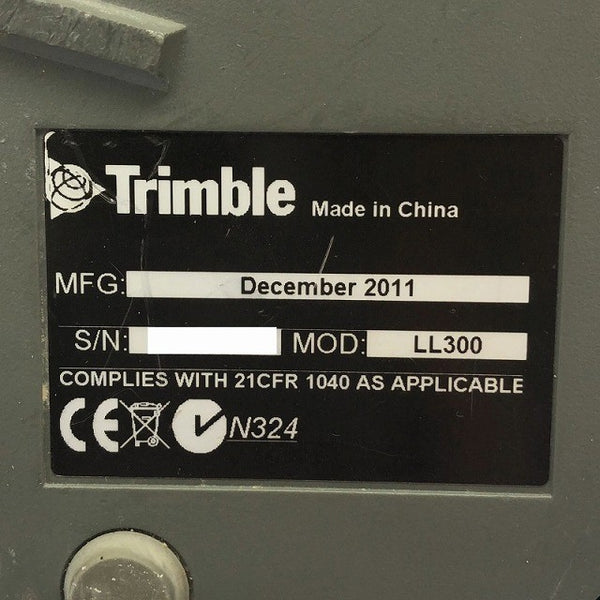 Trimble Made in China
MFG: December 2011
S/N: MOD: LL300
COMPLIES WITH 21CFR 1040 AS APPLICABLE
CE N324